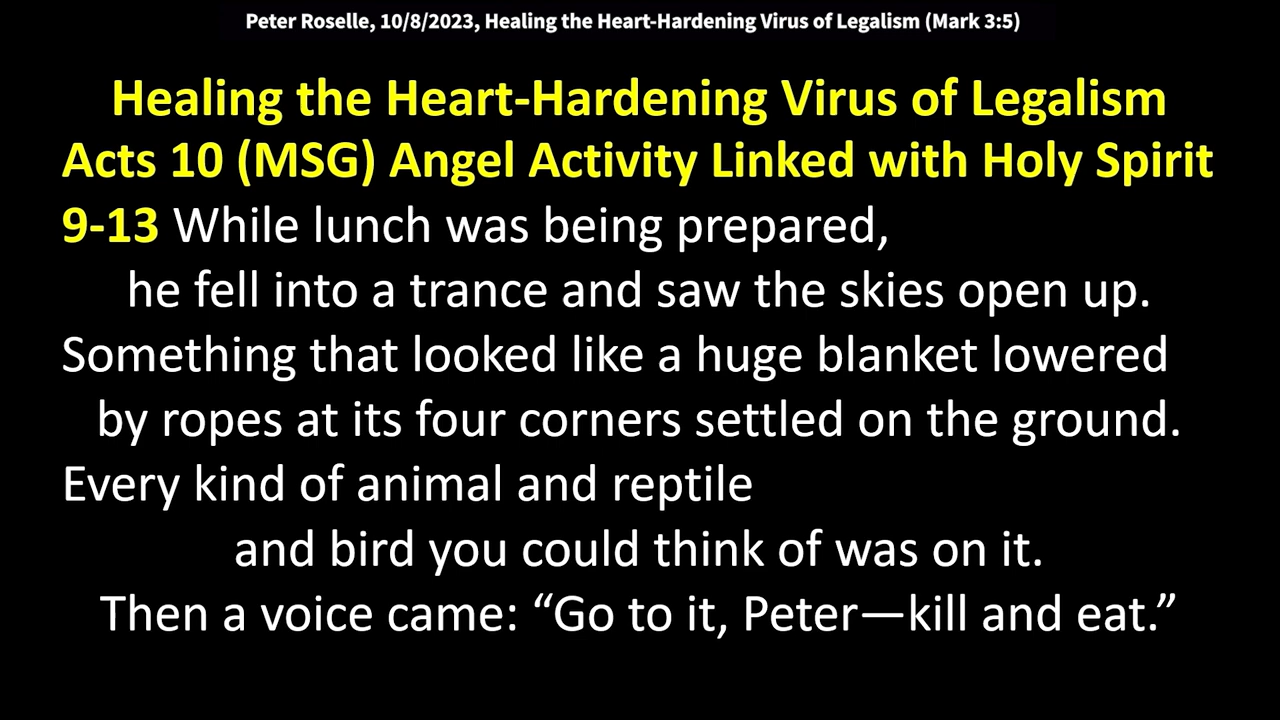 Peter Roselle, 10/8/2023, Healing the Heart-Hardening Virus of Legalism (Mark 3:5)
Healing the Heart-Hardening Virus of Legalism
Acts 10 (MSG) Angel Activity Linked with Holy Spirit
9-13 While lunch was being prepared,
he fell into a trance and saw the skies open up.
Something that looked like a huge blanket lowered
by ropes at its four corners settled on the ground.
Every kind of animal and reptile
and bird you could think of was on it.
Then a voice came: “Go to it, Peter—kill and eat.”